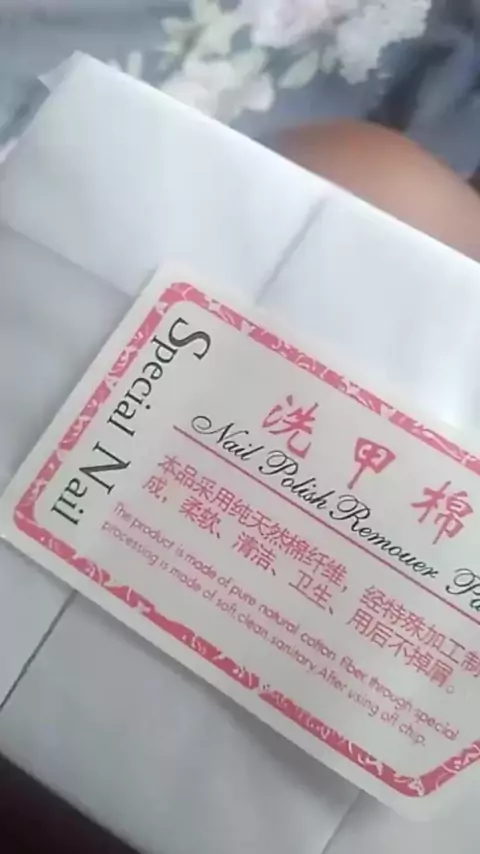 Special Nail
洗甲棉
Nail Polish Remouer
本品采用纯天然棉纤维，经特殊加工制
成，柔软、清洁、卫生、用后不掉屑。
The product is made of pure natural cotton fiber, through special
processing is made of soft, clean, sanitary. After using off chip.